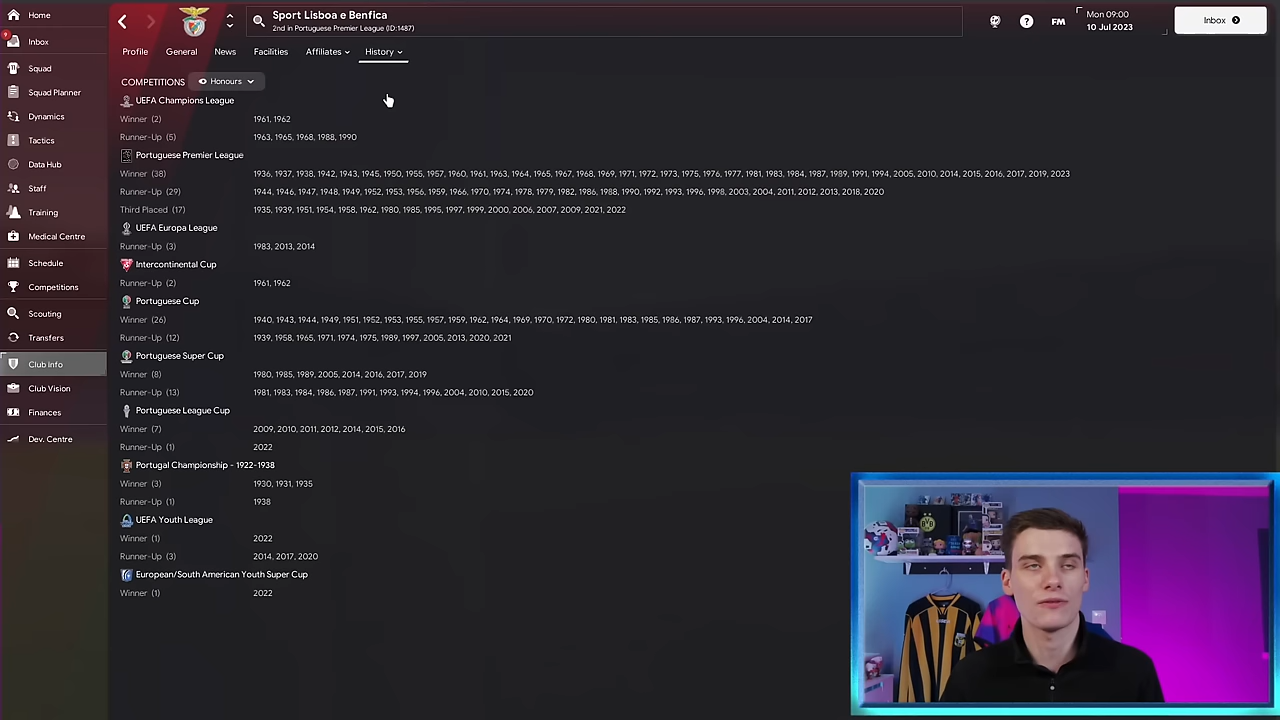 Home
Sport Lisboa e Benfica
2nd in Portuguese Premier League (ID:1487)
FM
Mon 09:00
10 Jul 2023
Inbox
9
Inbox
Profile
General
News
Facilities
Affiliates
History
Squad
Squad Planner
Dynamics
Tactics
Data Hub
Staff
Training
Medical Centre
Schedule
Competitions
Scouting
Transfers
Club Info
Club Vision
Finances
Dev. Centre
COMPETITIONS
Honours
UEFA Champions League
Winner (2) 1961, 1962
Runner-Up (5) 1963, 1965, 1968, 1988, 1990
Portuguese Premier League
Winner (38) 1936, 1937, 1938, 1942, 1943, 1945, 1950, 1955, 1957, 1960, 1961, 1963, 1964, 1965, 1967, 1968, 1969, 1971, 1972, 1973, 1975, 1976, 1977, 1981, 1983, 1984, 1987, 1989, 1991, 1994, 2005, 2010, 2014, 2015, 2016, 2017, 2019, 2023
Runner-Up (29) 1944, 1946, 1947, 1948, 1949, 1952, 1953, 1956, 1959, 1966, 1970, 1974, 1978, 1979, 1982, 1986, 1988, 1990, 1992, 1993, 1996, 1998, 2003, 2004, 2011, 2012, 2013, 2018, 2020
Third Placed (17) 1935, 1939, 1951, 1954, 1958, 1962, 1980, 1985, 1995, 1997, 1999, 2000, 2006, 2007, 2009, 2021, 2022
UEFA Europa League
Runner-Up (3) 1983, 2013, 2014
Intercontinental Cup
Runner-Up (2) 1961, 1962
Portuguese Cup
Winner (26) 1940, 1943, 1944, 1949, 1951, 1952, 1953, 1955, 1957, 1959, 1962, 1964, 1969, 1970, 1972, 1980, 1981, 1983, 1985, 1986, 1987, 1993, 1996, 2004, 2014, 2017
Runner-Up (12) 1939, 1958, 1965, 1971, 1974, 1975, 1989, 1997, 2005, 2013, 2020, 2021
Portuguese Super Cup
Winner (8) 1980, 1985, 1989, 2005, 2014, 2016, 2017, 2019
Runner-Up (13) 1981, 1983, 1984, 1986, 1987, 1991, 1993, 1994, 1996, 2004, 2010, 2015, 2020
Portuguese League Cup
Winner (7) 2009, 2010, 2011, 2012, 2014, 2015, 2016
Runner-Up (1) 2022
Portugal Championship - 1922-1938
Winner (3) 1930, 1931, 1935
Runner-Up (1) 1938
UEFA Youth League
Winner (1) 2022
Runner-Up (3) 2014, 2017, 2020
European/South American Youth Super Cup
Winner (1) 2022
BVB
09